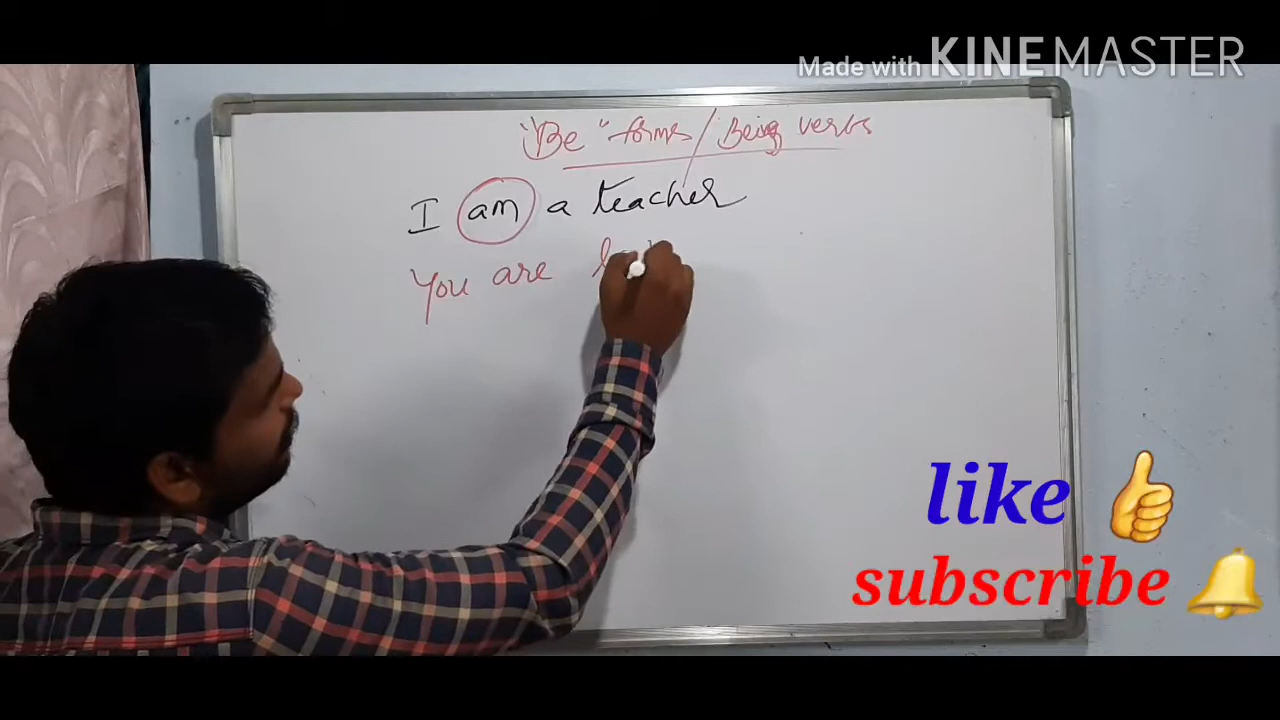 Made with KINEMASTER
"Be" forms / Being verbs
I am a teacher
You are
like
subscribe